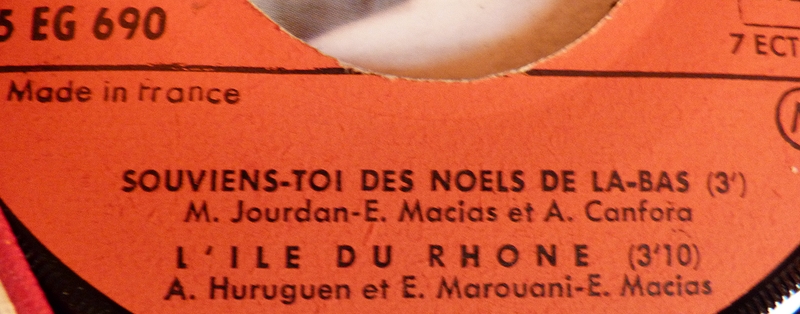 5 EG 690
7 ECT
Made in France
SOUVIENS-TOI DES NOELS DE LA-BAS (3')
M. Jourdan-E. Macias et A. Canfora
L'ILE DU RHONE (3'10)
A. Huruguen et E. Marouani-E. Macias